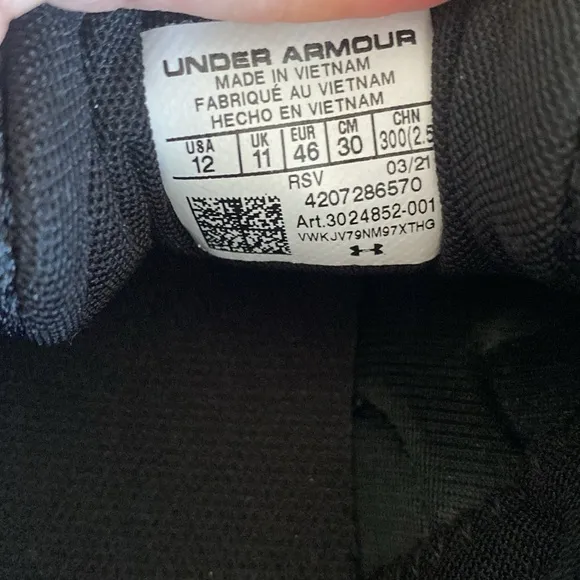 UNDER ARMOUR
MADE IN VIETNAM
FABRIQUÉ AU VIETNAM
HECHO EN VIETNAM
USA UK EUR CM CHN
12 11 46 30 300(2.5
RSV 03/21
4207286570
Art.3024852-001
VWKJV79NM97XTHG